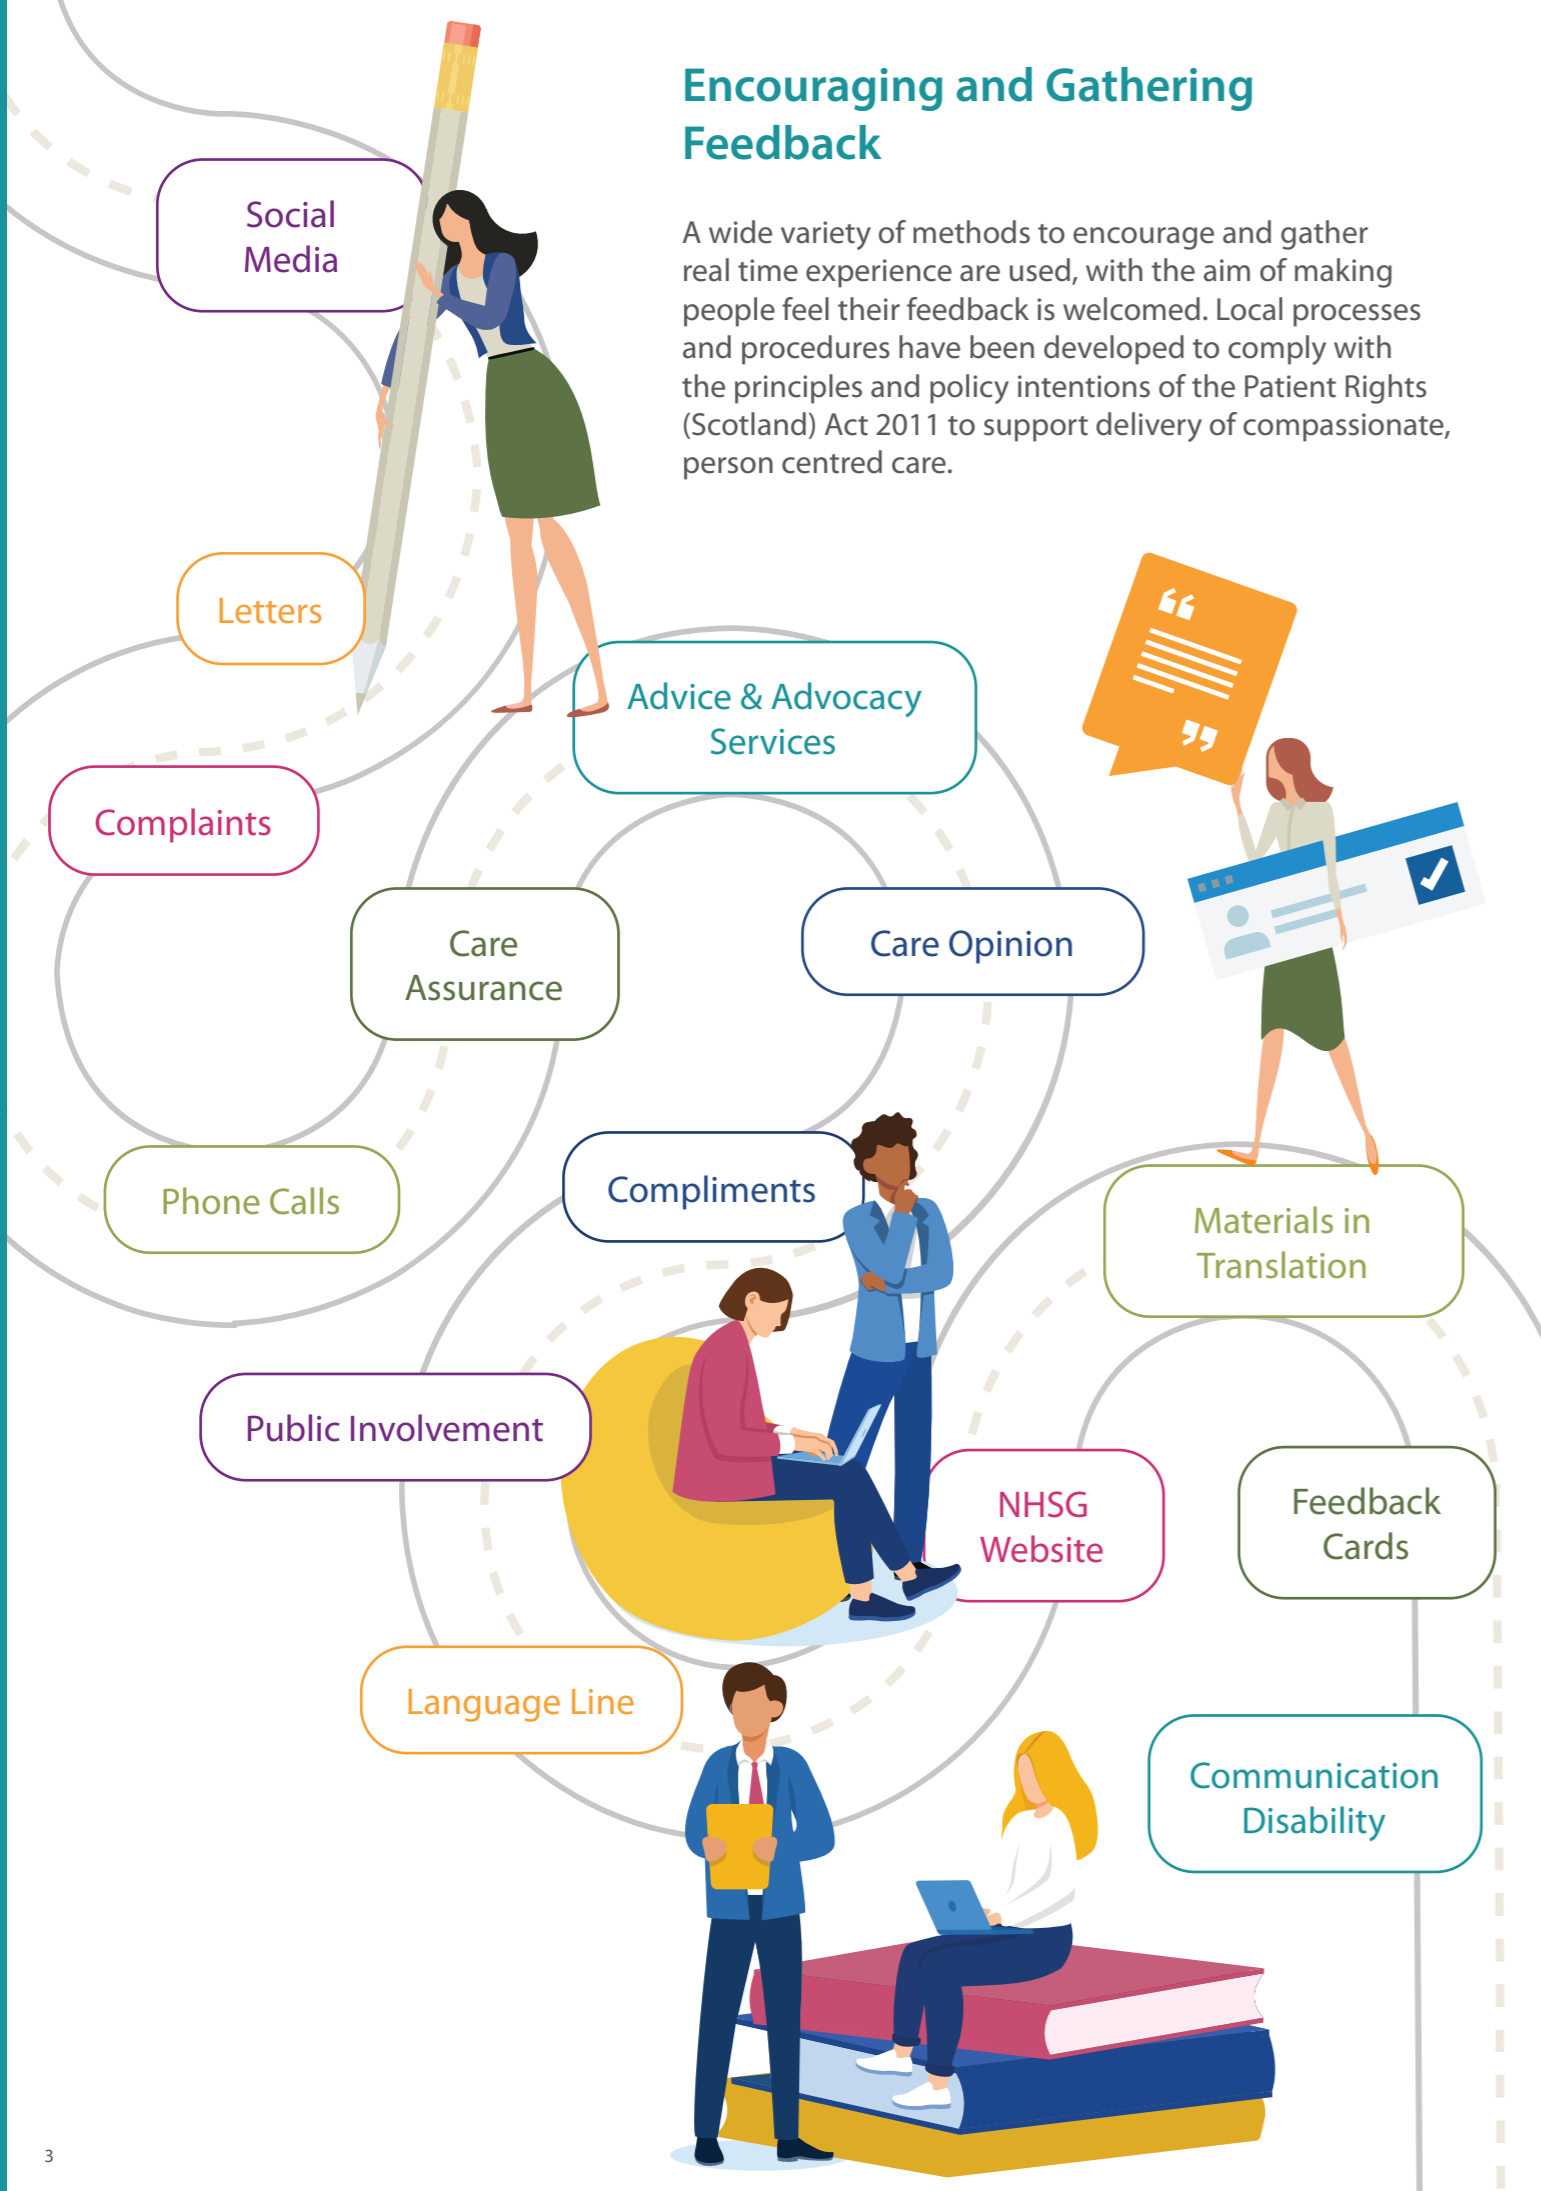 Encouraging and Gathering
Feedback
A wide variety of methods to encourage and gather
real time experience are used, with the aim of making
people feel their feedback is welcomed. Local processes
and procedures have been developed to comply with
the principles and policy intentions of the Patient Rights
(Scotland) Act 2011 to support delivery of compassionate,
person centred care.
Social
Media
Letters
Advice & Advocacy
Services
Complaints
Care
Assurance
Care Opinion
Phone Calls
Compliments
Materials in
Translation
Public Involvement
NHSG
Website
Feedback
Cards
Language Line
Communication
Disability
3